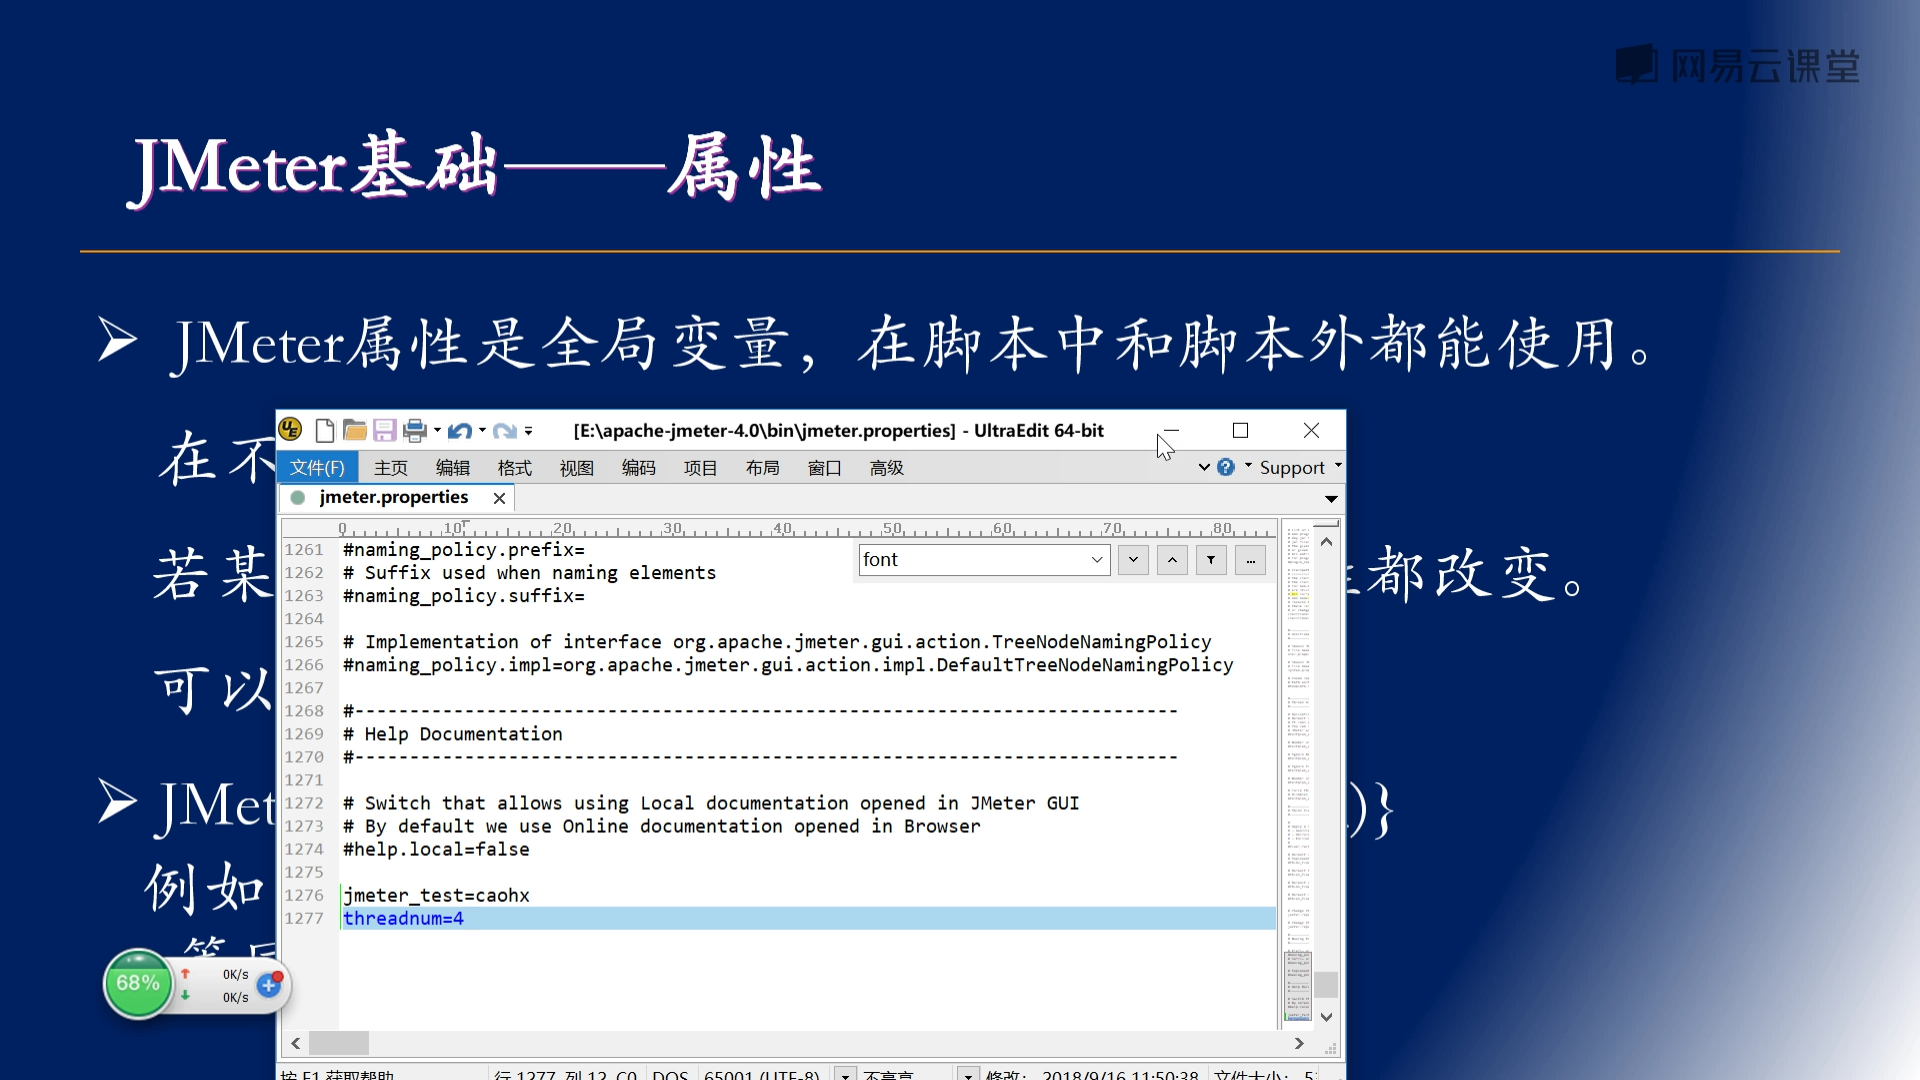 网易云课堂
JMeter基础——属性
JMeter属性是全局变量，在脚本中和脚本外都能使用。
在不
若某
都改变。
可以
JMet
)}
例如
[E:\apache-jmeter-4.0\bin\jmeter.properties] - UltraEdit 64-bit
文件(F) 主页 编辑 格式 视图 编码 项目 布局 窗口 高级 Support
jmeter.properties
0 10 20 30 40 50 60 70 80
font
1261 #naming_policy.prefix=
1262 # Suffix used when naming elements
1263 #naming_policy.suffix=
1264
1265 # Implementation of interface org.apache.jmeter.gui.action.TreeNodeNamingPolicy
1266 #naming_policy.impl=org.apache.jmeter.gui.action.impl.DefaultTreeNodeNamingPolicy
1267
1268 #---------------------------------------------------------------------------
1269 # Help Documentation
1270 #---------------------------------------------------------------------------
1271
1272 # Switch that allows using Local documentation opened in JMeter GUI
1273 # By default we use Online documentation opened in Browser
1274 #help.local=false
1275
1276 jmeter_test=caohx
1277 threadnum=4
68%
0K/s
0K/s
按 F1 获取帮助 行 1277, 列 12, C0 DOS 65001 (UTF-8) 不高亮 修改： 2018/9/16 11:50:38 文件大小： 5